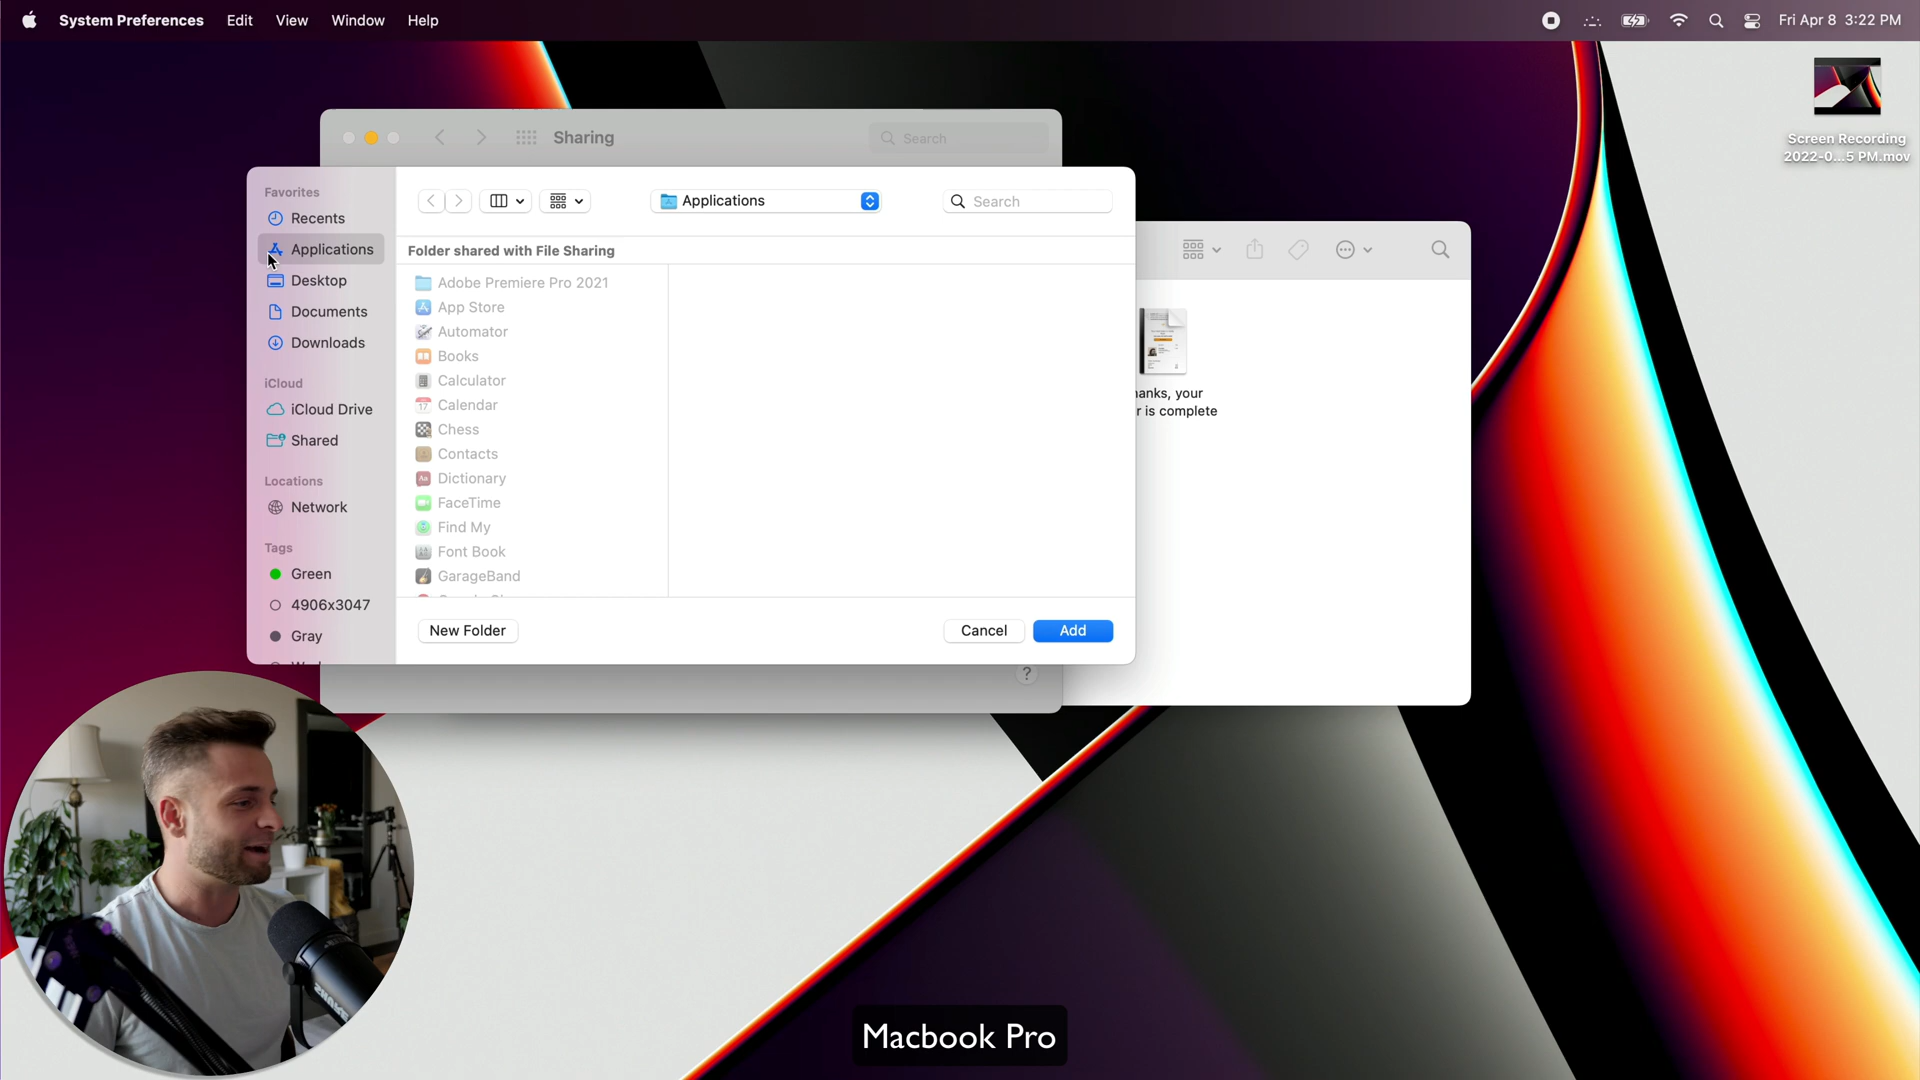 System Preferences Edit View Window Help
Fri Apr 8 3:22 PM
Screen Recording
2022-0...5 PM.mov
Sharing
Search
Favorites
Recents
Applications
Desktop
Documents
Downloads
iCloud
iCloud Drive
Shared
Locations
Network
Tags
Green
4906x3047
Gray
Applications
Search
Folder shared with File Sharing
Adobe Premiere Pro 2021
App Store
Automator
Books
Calculator
Calendar
Chess
Contacts
Dictionary
FaceTime
Find My
Font Book
GarageBand
New Folder
Cancel
Add
?
hanks, your
r is complete
Macbook Pro